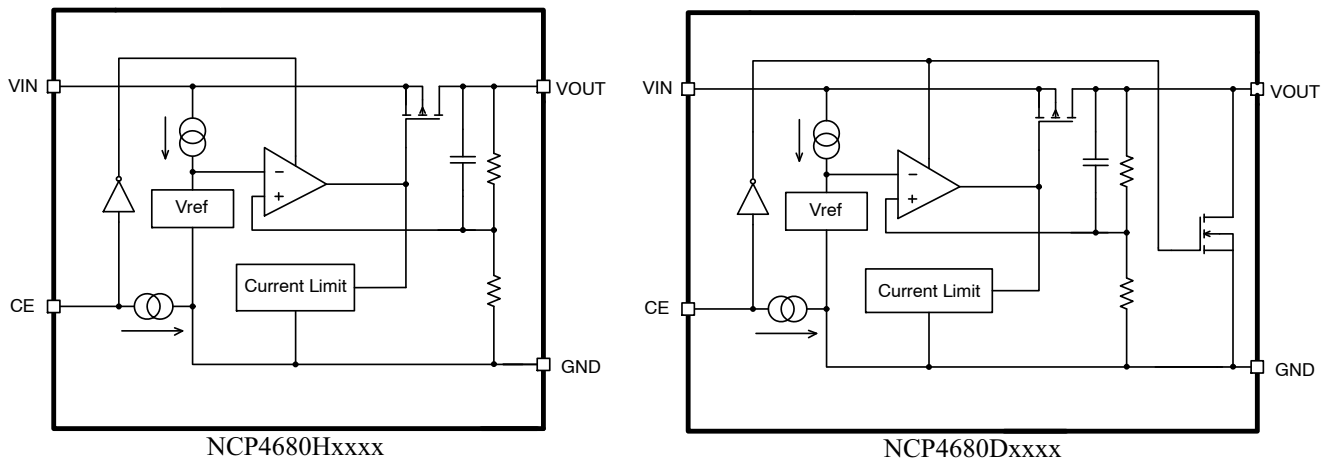 VIN
VOUT
−
+
Vref
Current Limit
CE
GND
NCP4680Hxxxx
VIN
VOUT
−
+
Vref
Current Limit
CE
GND
NCP4680Dxxxx